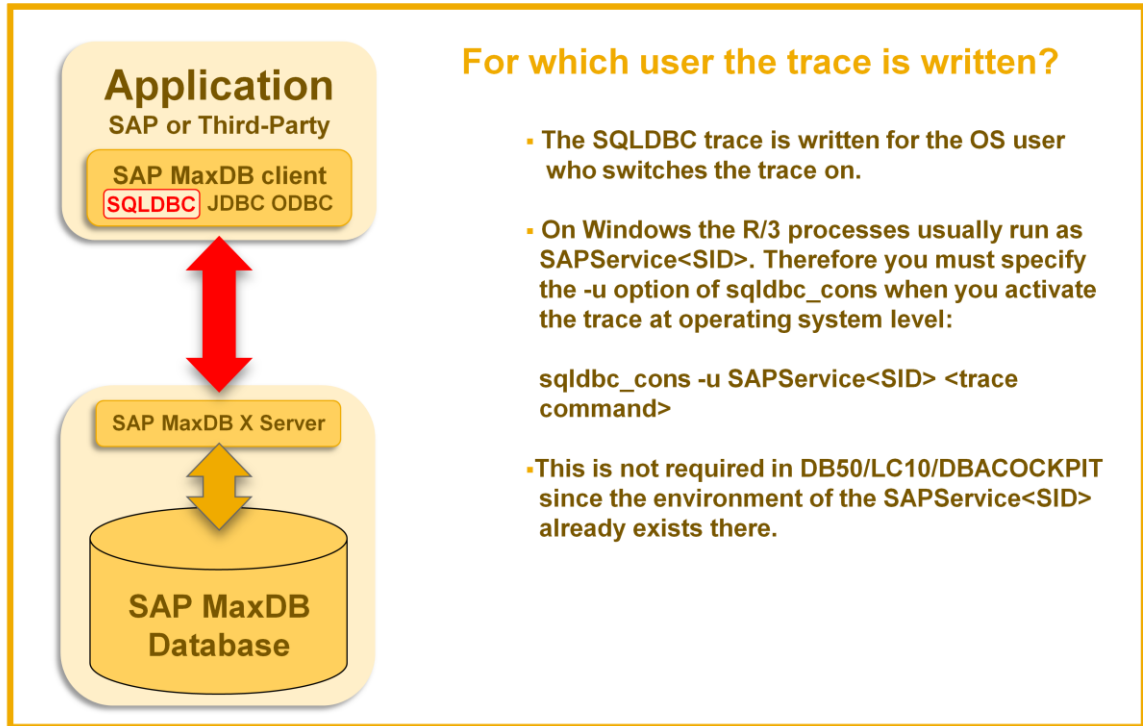 Application
SAP or Third-Party
SAP MaxDB client
SQLDBC JDBC ODBC
SAP MaxDB X Server
SAP MaxDB
Database
For which user the trace is written?
▪ The SQLDBC trace is written for the OS user
who switches the trace on.
▪ On Windows the R/3 processes usually run as
SAPService<SID>. Therefore you must specify
the -u option of sqldbc_cons when you activate
the trace at operating system level:
sqldbc_cons -u SAPService<SID> <trace
command>
▪This is not required in DB50/LC10/DBACOCKPIT
since the environment of the SAPService<SID>
already exists there.